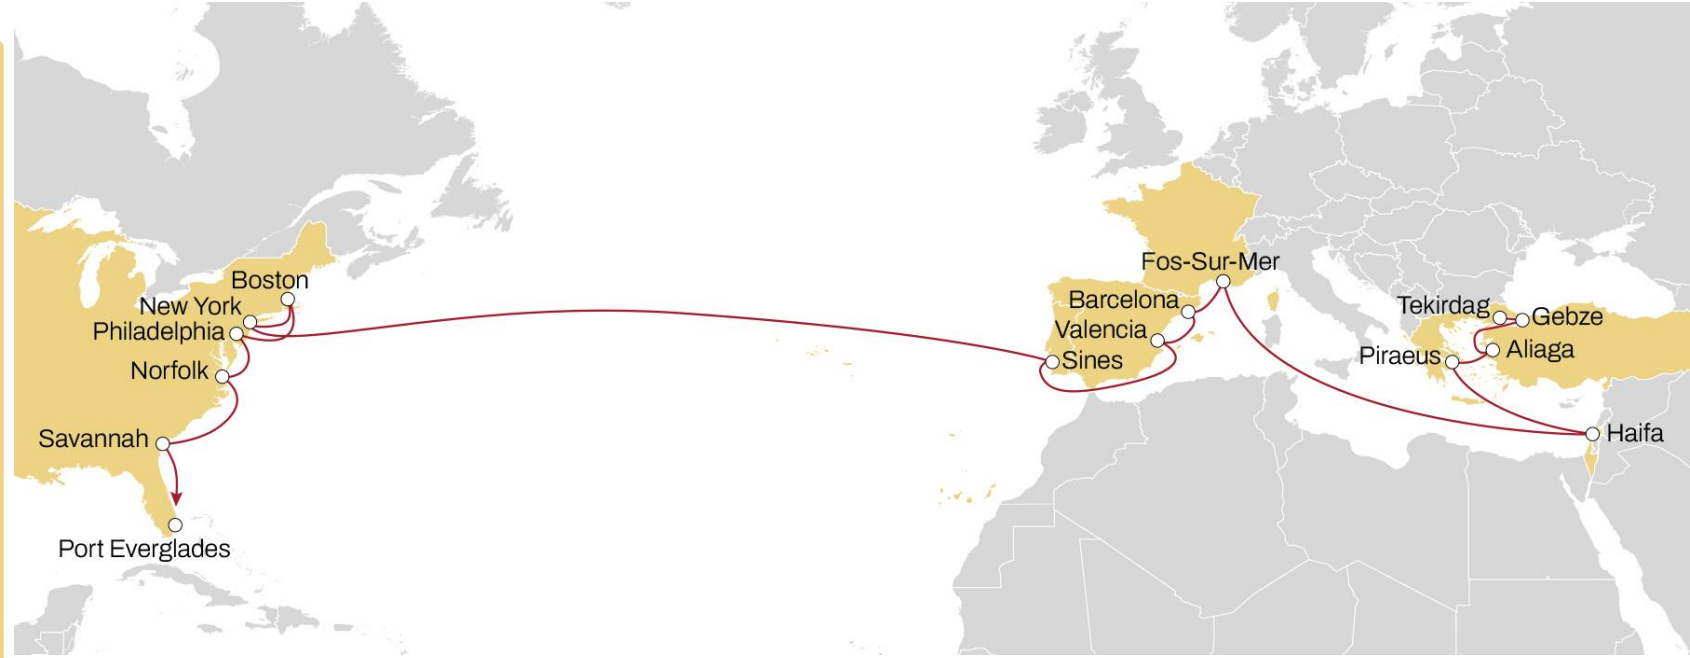 Boston
New York
Philadelphia
Norfolk
Savannah
Port Everglades
Fos-Sur-Mer
Barcelona
Valencia
Sines
Tekirdag
Gebze
Aliaga
Piraeus
Haifa